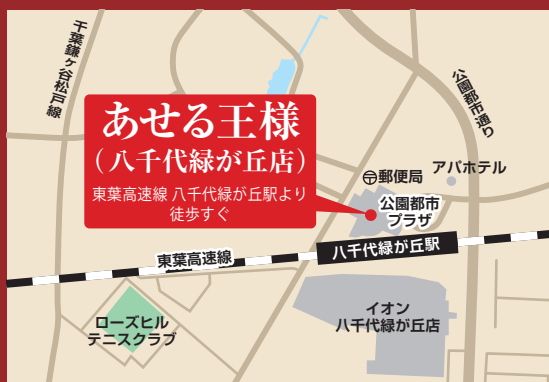 千葉鎌ヶ谷松戸線
公園都市通り
あせる王様
（八千代緑が丘店）
東葉高速線 八千代緑が丘駅より
徒歩すぐ
郵便局
アパホテル
公園都市
プラザ
八千代緑が丘駅
東葉高速線
ローズヒル
テニスクラブ
イオン
八千代緑が丘店